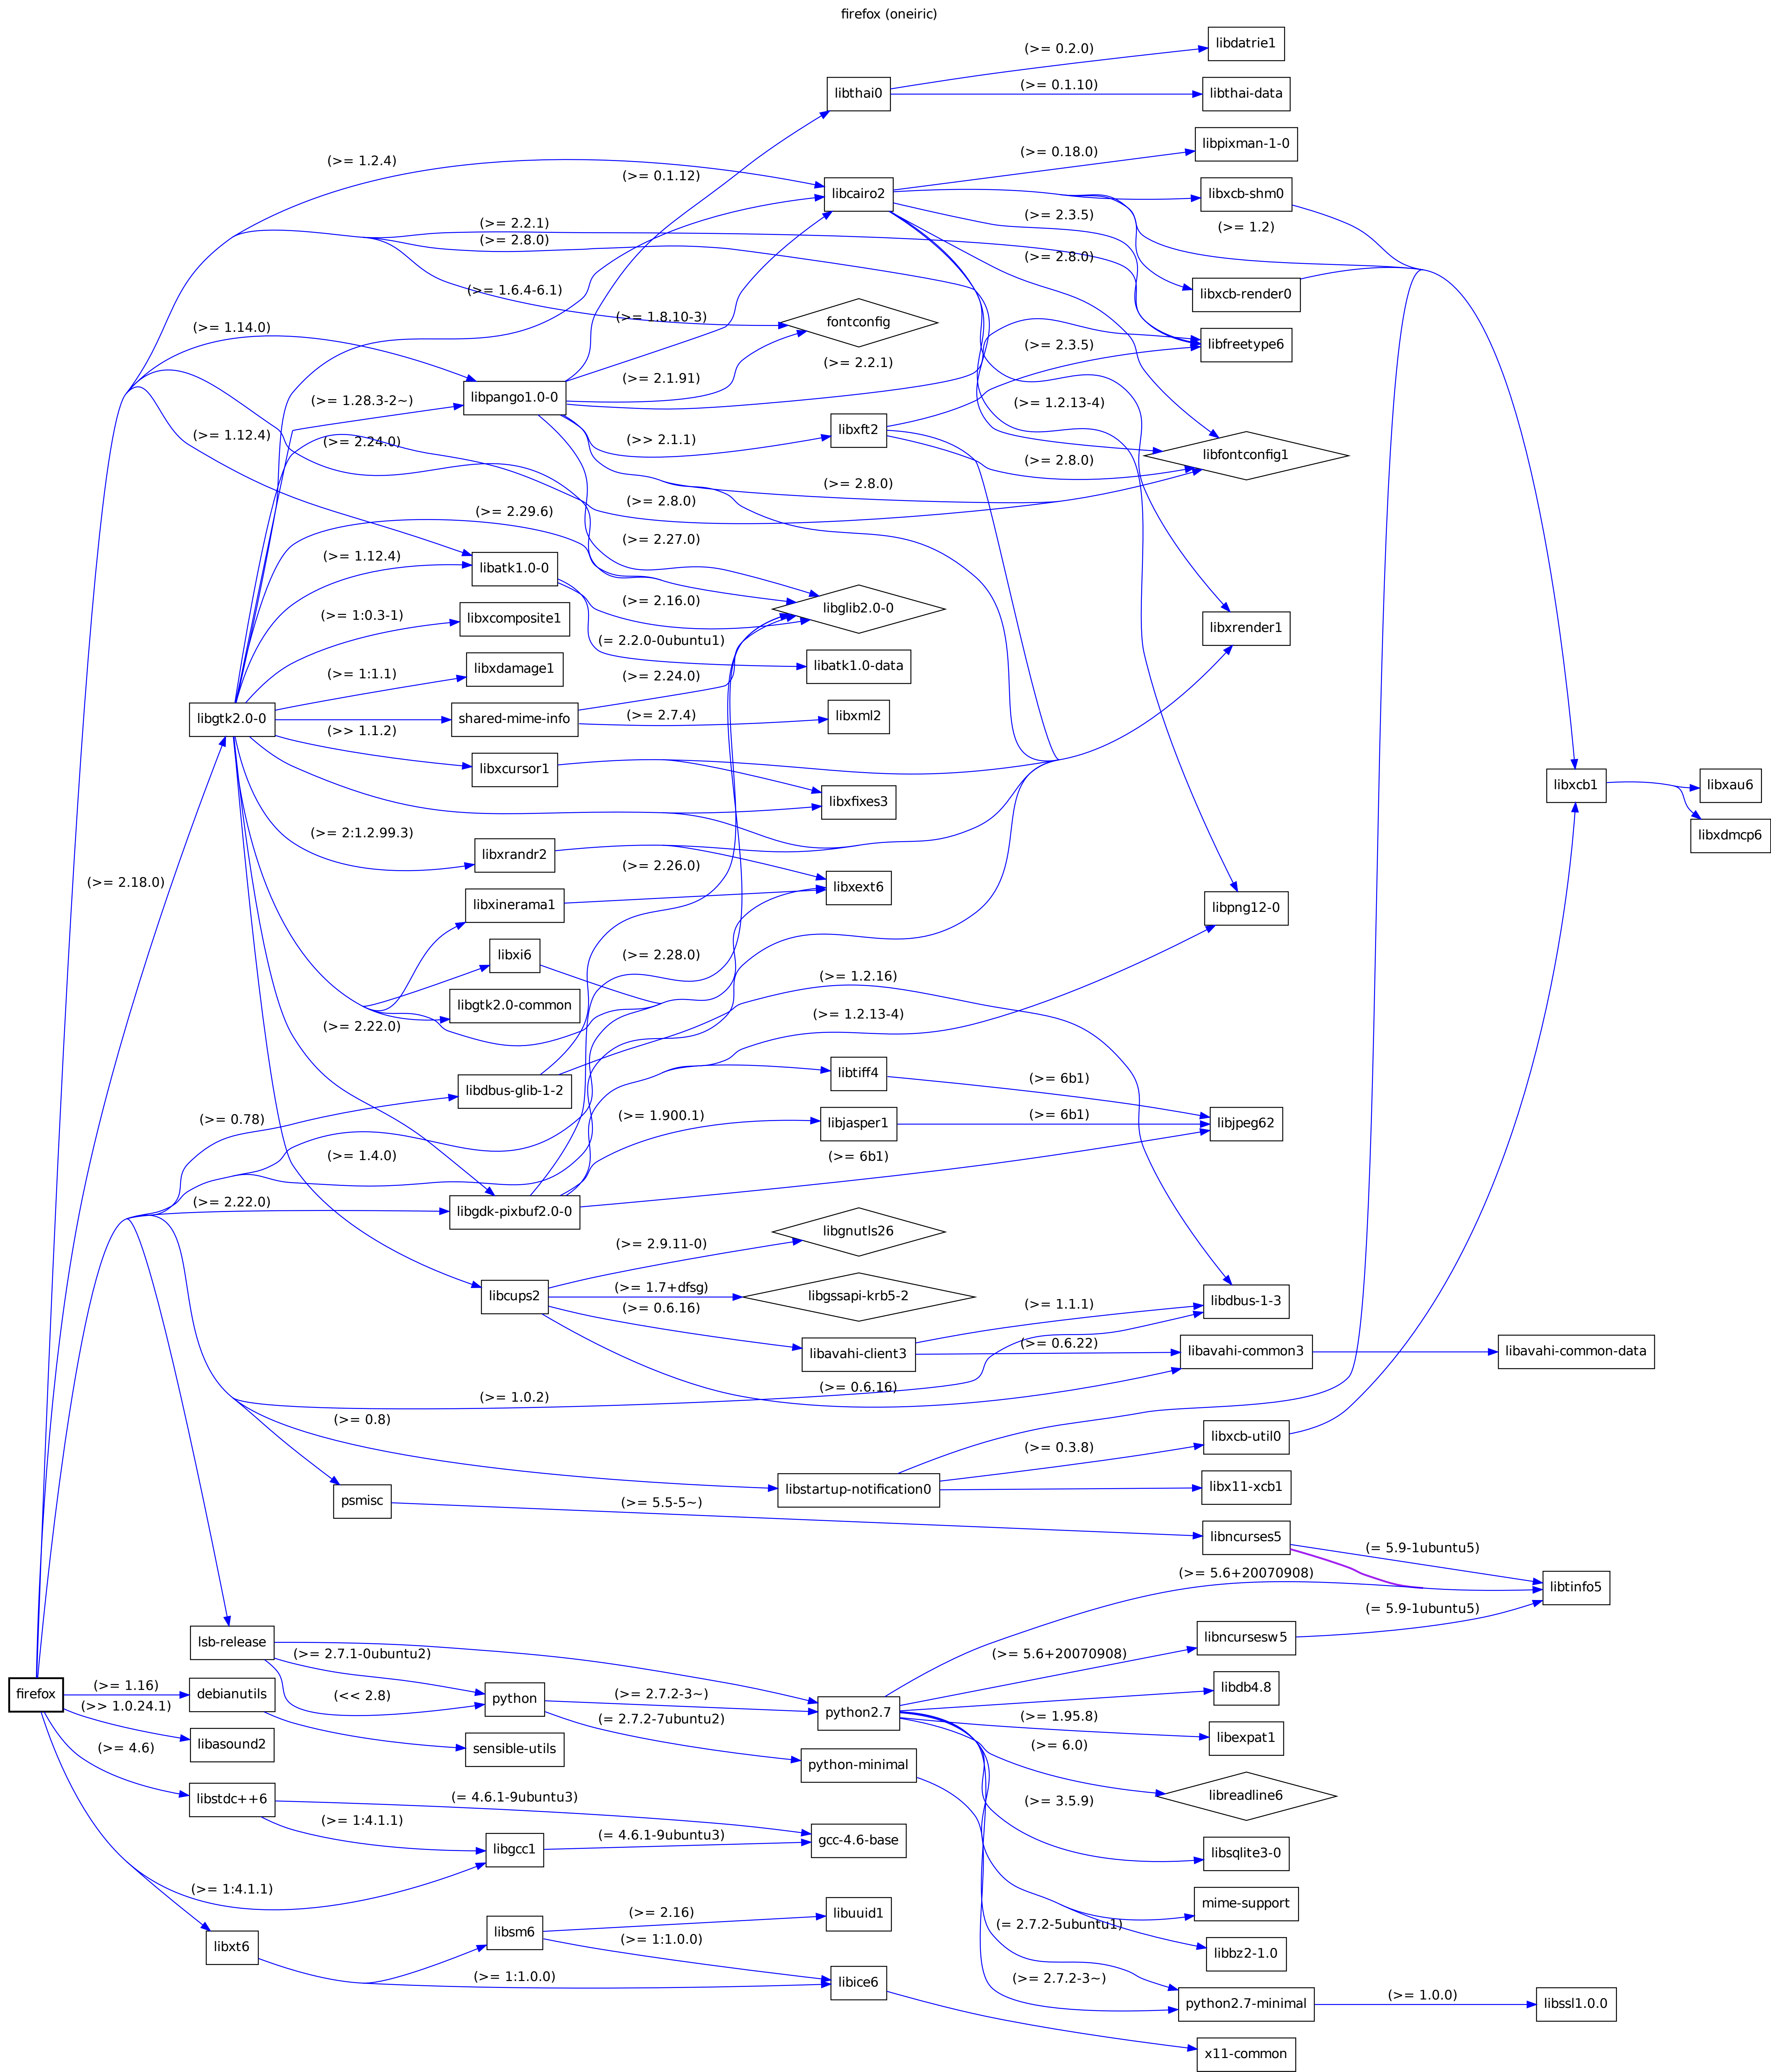 firefox (oneiric)
libdatrie1
(>= 0.2.0)
(>= 0.1.10)
libthai0
libthai-data
libpixman-1-0
(>= 0.18.0)
(>= 1.2.4)
(>= 0.1.12)
libcairo2
libxcb-shm0
(>= 2.3.5)
(>= 2.2.1)
(>= 1.2)
(>= 2.8.0)
(>= 2.8.0)
(>= 1.6.4-6.1)
libxcb-render0
(>= 1.8.10-3)
fontconfig
(>= 1.14.0)
(>= 2.3.5)
libfreetype6
(>= 2.2.1)
(>= 2.1.91)
libpango1.0-0
(>= 1.28.3-2~)
(>= 1.2.13-4)
libxft2
(>= 1.12.4)
(>= 2.24.0)
(>> 2.1.1)
(>= 2.8.0)
libfontconfig1
(>= 2.8.0)
(>= 2.8.0)
(>= 2.29.6)
(>= 2.27.0)
(>= 1.12.4)
libatk1.0-0
(>= 2.16.0)
libglib2.0-0
(>= 1:0.3-1)
libxcomposite1
libxrender1
(= 2.2.0-0ubuntu1)
libatk1.0-data
(>= 1:1.1)
libxdamage1
(>= 2.24.0)
libgtk2.0-0
shared-mime-info
(>= 2.7.4)
libxml2
(>> 1.1.2)
libxcursor1
libxfixes3
libxcb1
libxau6
libxdmcp6
(>= 2:1.2.99.3)
libxrandr2
(>= 2.26.0)
(>= 2.18.0)
libxext6
libxinerama1
libpng12-0
libxi6
(>= 2.28.0)
(>= 1.2.16)
libgtk2.0-common
(>= 1.2.13-4)
(>= 2.22.0)
libtiff4
(>= 6b1)
libdbus-glib-1-2
(>= 0.78)
(>= 1.900.1)
libjasper1
(>= 6b1)
libjpeg62
(>= 1.4.0)
(>= 6b1)
(>= 2.22.0)
libgdk-pixbuf2.0-0
libgnutls26
(>= 2.9.11-0)
(>= 1.7+dfsg)
libcups2
libgssapi-krb5-2
(>= 0.6.16)
(>= 1.1.1)
libdbus-1-3
libavahi-client3
(>= 0.6.22)
libavahi-common3
libavahi-common-data
(>= 0.6.16)
(>= 1.0.2)
(>= 0.8)
libxcb-util0
(>= 0.3.8)
libstartup-notification0
libx11-xcb1
psmisc
(>= 5.5-5~)
libncurses5
(= 5.9-1ubuntu5)
(>= 5.6+20070908)
libtinfo5
(= 5.9-1ubuntu5)
lsb-release
(>= 2.7.1-0ubuntu2)
(>= 5.6+20070908)
libncursesw5
firefox
(>= 1.16)
debianutils
(<< 2.8)
python
(>= 2.7.2-3~)
libdb4.8
(>> 1.0.24.1)
python2.7
(>= 1.95.8)
(= 2.7.2-7ubuntu2)
libasound2
sensible-utils
(>= 6.0)
libexpat1
(>= 4.6)
python-minimal
libstdc++6
(= 4.6.1-9ubuntu3)
(>= 3.5.9)
libreadline6
(>= 1:4.1.1)
libgcc1
(= 4.6.1-9ubuntu3)
gcc-4.6-base
libsqlite3-0
(>= 1:4.1.1)
mime-support
(>= 2.16)
libuuid1
(= 2.7.2-5ubuntu1)
libsm6
(>= 1:1.0.0)
libxt6
libbz2-1.0
(>= 1:1.0.0)
libice6
(>= 2.7.2-3~)
python2.7-minimal
(>= 1.0.0)
libssl1.0.0
x11-common